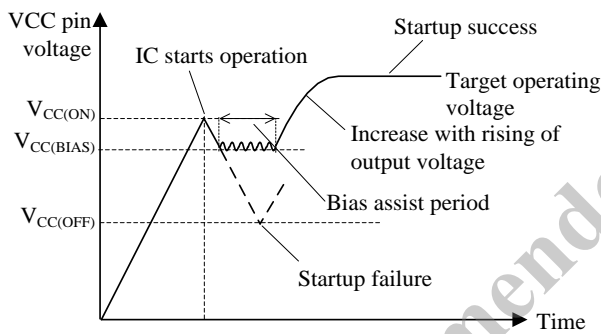 VCC pin
voltage
Startup success
IC starts operation
Target operating
voltage
VCC(ON)
Increase with rising of
output voltage
VCC(BIAS)
Bias assist period
VCC(OFF)
Startup failure
Time